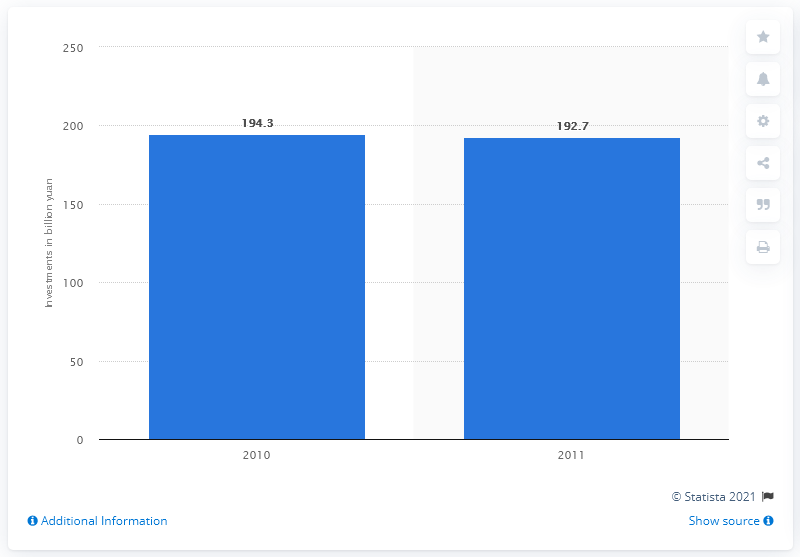 250
200
150
100
50
0
Investments in billion yuan
194.3
192.7
2010
2011
© Statista 2021
Additional Information
Show source